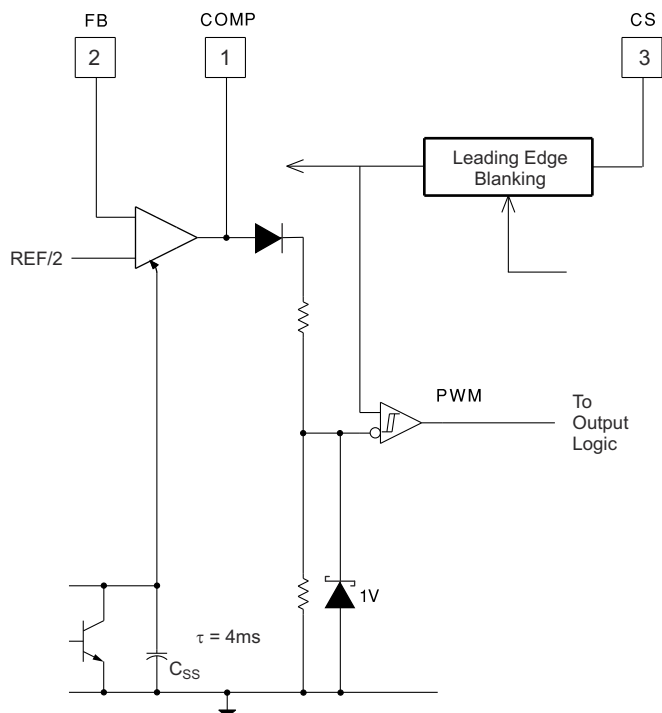 FB
COMP
CS
2
1
3
Leading Edge
Blanking
REF/2
PWM
To
Output
Logic
1V
τ = 4ms
CSS